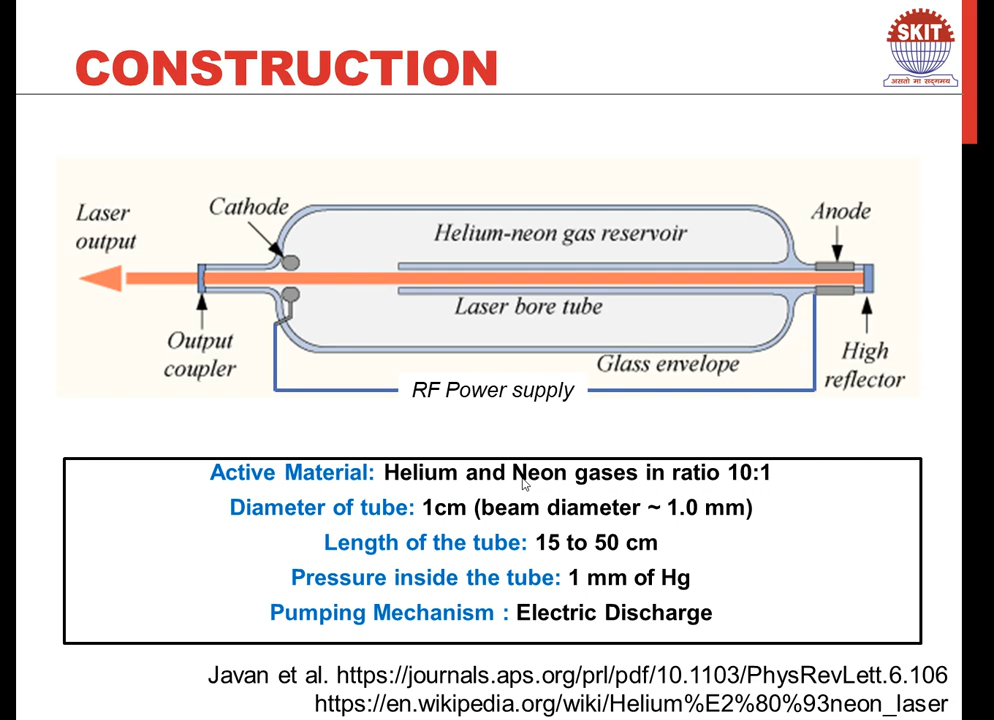 SKIT
असतो मा सद्गमय
CONSTRUCTION
Laser
output
Cathode
Helium-neon gas reservoir
Anode
Laser bore tube
Output
coupler
Glass envelope
High
reflector
RF Power supply
Active Material: Helium and Neon gases in ratio 10:1
Diameter of tube: 1cm (beam diameter ~ 1.0 mm)
Length of the tube: 15 to 50 cm
Pressure inside the tube: 1 mm of Hg
Pumping Mechanism : Electric Discharge
Javan et al. https://journals.aps.org/prl/pdf/10.1103/PhysRevLett.6.106
https://en.wikipedia.org/wiki/Helium%E2%80%93neon_laser